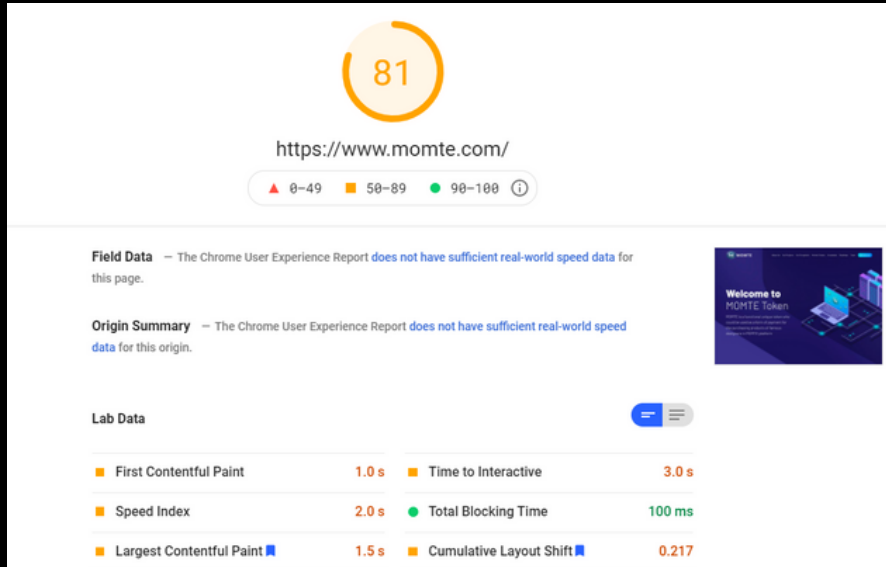 81
https://www.momte.com/
0–49 50–89 90–100
Field Data — The Chrome User Experience Report does not have sufficient real-world speed data for
this page.
Origin Summary — The Chrome User Experience Report does not have sufficient real-world speed
data for this origin.
MOMTE
Welcome to
MOMTE Token
Lab Data
First Contentful Paint 1.0 s Time to Interactive 3.0 s
Speed Index 2.0 s Total Blocking Time 100 ms
Largest Contentful Paint 1.5 s Cumulative Layout Shift 0.217